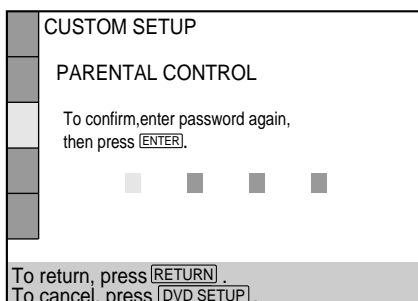 CUSTOM SETUP
PARENTAL CONTROL
To confirm,enter password again,
then press ENTER.
To return, press RETURN .
To cancel, press DVD SETUP .